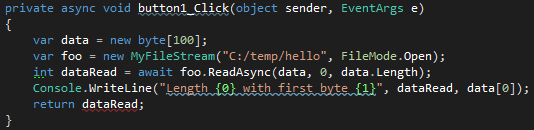 private async void button1_Click(object sender, EventArgs e)
{
var data = new byte[100];
var foo = new MyFileStream("C:/temp/hello", FileMode.Open);
int dataRead = await foo.ReadAsync(data, 0, data.Length);
Console.WriteLine("Length {0} with first byte {1}", dataRead, data[0]);
return dataRead;
}